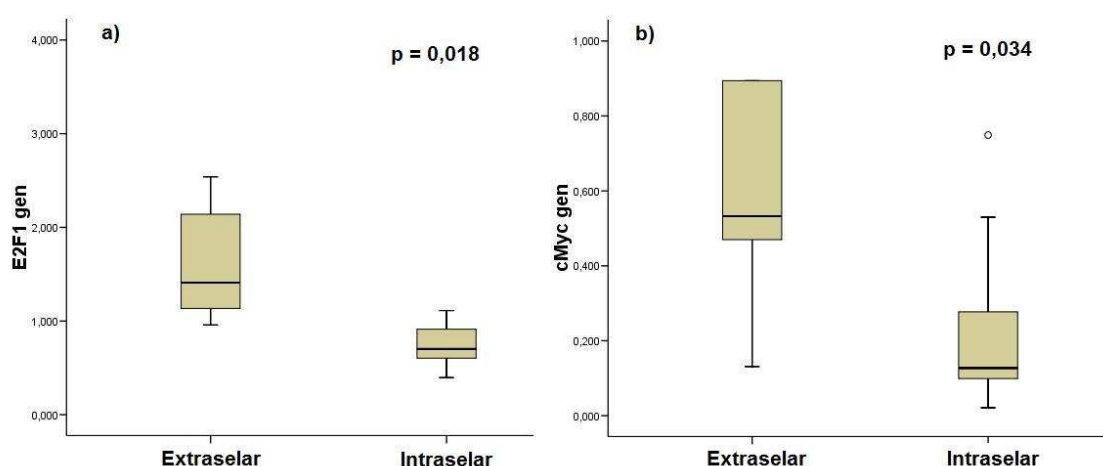 a)
p = 0,018
4,000
3,000
2,000
1,000
0,000
E2F1 gen
Extraselar
Intraselar
b)
p = 0,034
1,000
0,800
0,600
0,400
0,200
0,000
cMyc gen
Extraselar
Intraselar